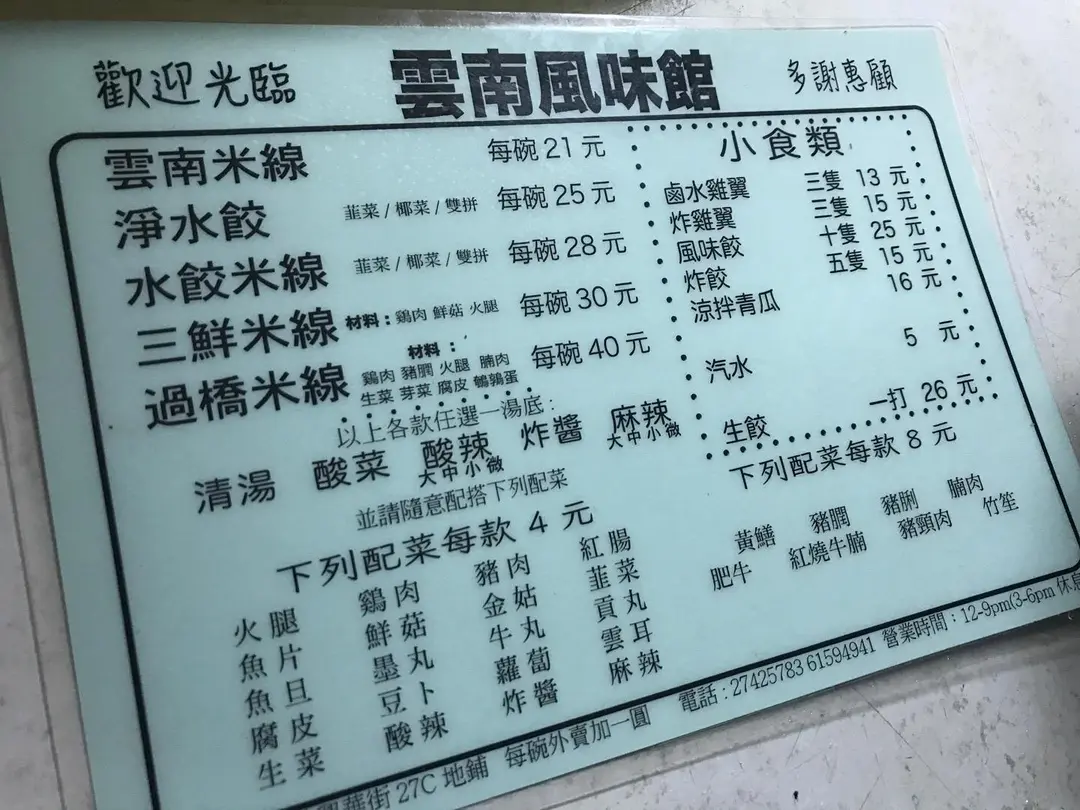 歡迎光臨 雲南風味館 多謝惠顧
雲南米線 每碗 21 元
淨水餃 韮菜 / 椰菜 / 雙拼 每碗 25 元
水餃米線 韮菜 / 椰菜 / 雙拼 每碗 28 元
三鮮米線 材料：鷄肉 鮮菇 火腿 每碗 30 元
過橋米線 材料： 每碗 40 元
鷄肉 豬膶 火腿 腩肉
生菜 芽菜 腐皮 鵪鶉蛋
以上各款任選一湯底：
清湯 酸菜 酸辣 炸醬 麻辣
大中小微 大中小微
並請隨意配搭下列配菜
下列配菜每款 4 元
火腿 鷄肉 豬肉 紅腸
魚片 鮮菇 金姑 韮菜
魚旦 墨丸 牛丸 貢丸
腐皮 豆卜 蘿蔔 雲耳
生菜 酸辣 炸醬 麻辣
小食類
鹵水雞翼 三隻 13 元
炸雞翼 三隻 15 元
風味餃 十隻 25 元
炸餃 五隻 15 元
涼拌青瓜 16 元
汽水 5 元
生餃 一打 26 元
下列配菜每款 8 元
黃鱔 豬膶 豬脷 腩肉
肥牛 紅燒牛腩 豬頸肉 竹笙
華街 27C 地鋪 每碗外賣加一圓 電話：27425783 61594941 營業時間：12-9pm(3-6pm 休息